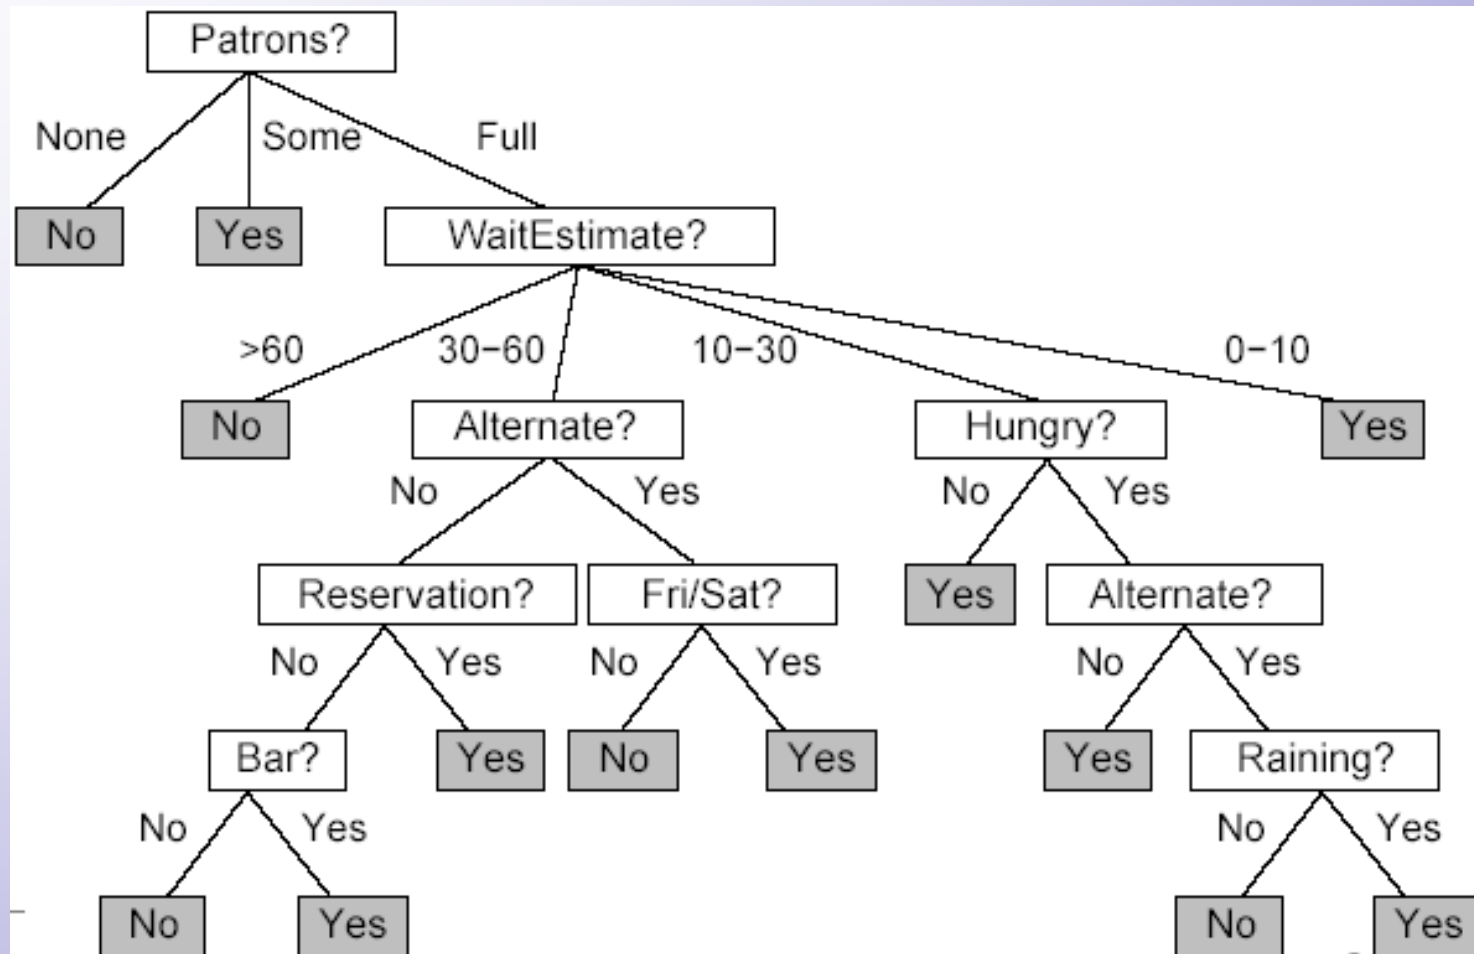 Patrons?
None Some Full
No Yes WaitEstimate?
>60 30−60 10−30 0−10
No Alternate? Hungry? Yes
No Yes No Yes
Reservation? Fri/Sat? Yes Alternate?
No Yes No Yes No Yes
Bar? Yes No Yes Yes Raining?
No Yes No Yes
No Yes No Yes